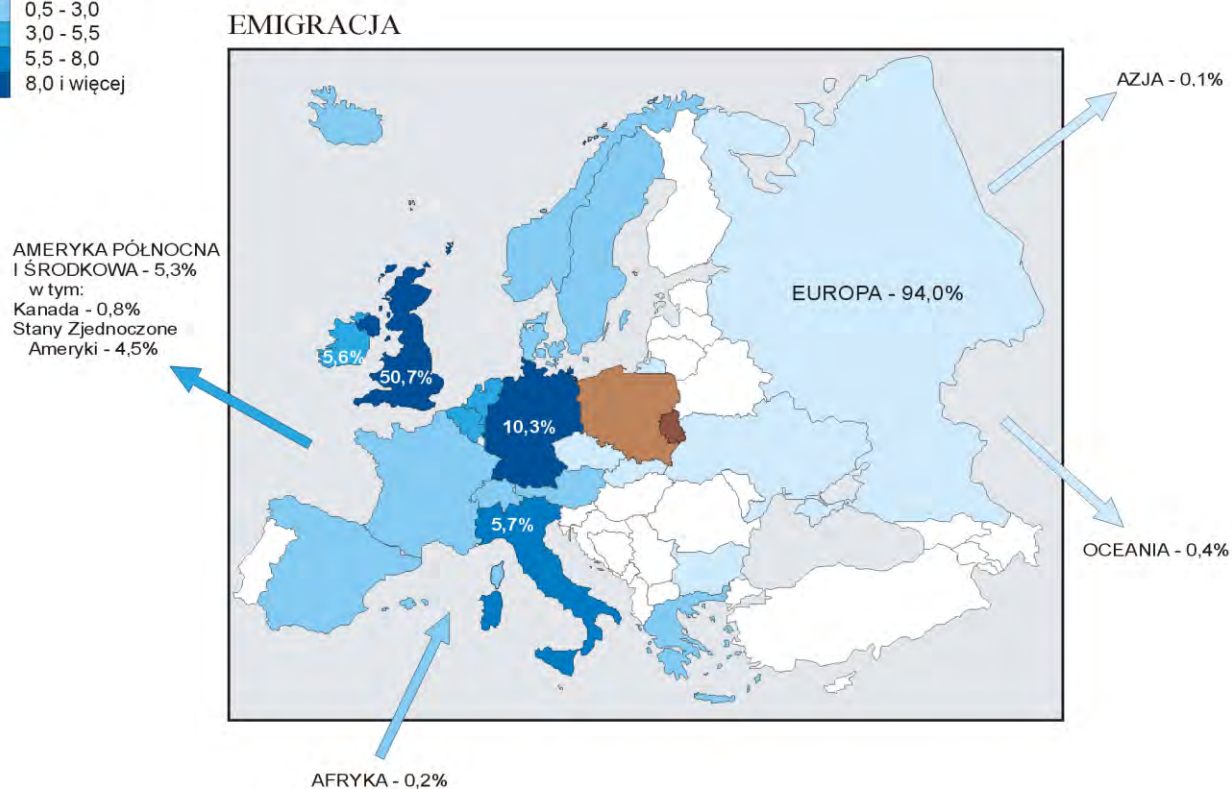 0,5 - 3,0
3,0 - 5,5
5,5 - 8,0
8,0 i więcej
EMIGRACJA
AZJA - 0,1%
AMERYKA PÓŁNOCNA
I ŚRODKOWA - 5,3%
w tym:
Kanada - 0,8%
Stany Zjednoczone
Ameryki - 4,5%
EUROPA - 94,0%
5,6%
50,7%
10,3%
5,7%
OCEANIA - 0,4%
AFRYKA - 0,2%